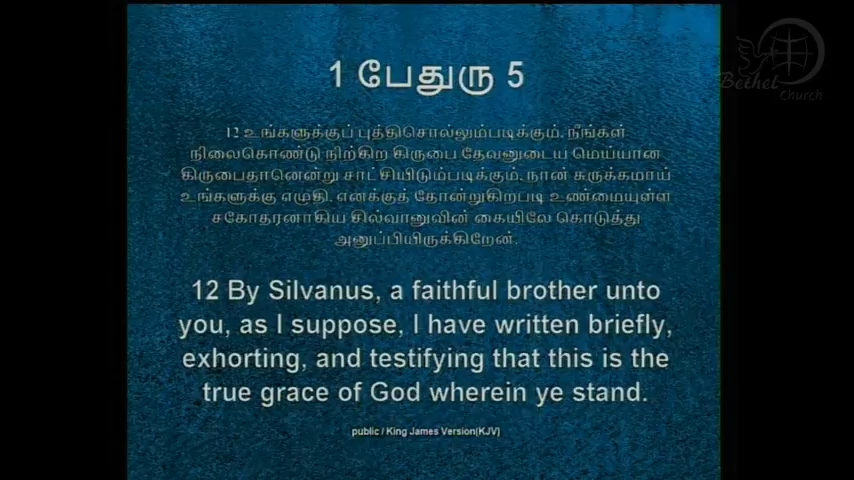 1 பேதுரு 5
12 உங்களுக்குப் புத்திசொல்லும்படிக்கும், நீங்கள்
நிலைகொண்டு நிற்கிற கிருபை தேவனுடைய மெய்யான
கிருபைதானென்று சாட்சியிடும்படிக்கும், நான் சுருக்கமாய்
உங்களுக்கு எழுதி, எனக்குத் தோன்றுகிறபடி உண்மையுள்ள
சகோதரனாகிய சில்வானுவின் கையிலே கொடுத்து
அனுப்பியிருக்கிறேன்.
12 By Silvanus, a faithful brother unto
you, as I suppose, I have written briefly,
exhorting, and testifying that this is the
true grace of God wherein ye stand.
public / King James Version(KJV)
Bethel
Church